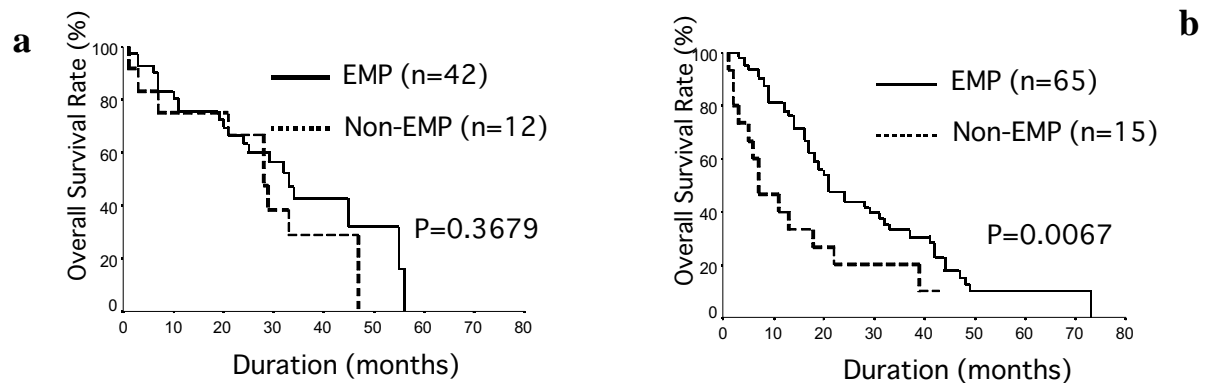 a
Overall Survival Rate (%)
100
80
60
40
20
0
EMP (n=42)
Non-EMP (n=12)
P=0.3679
0 10 20 30 40 50 60 70 80
Duration (months)
b
Overall Survival Rate (%)
100
80
60
40
20
0
EMP (n=65)
Non-EMP (n=15)
P=0.0067
0 10 20 30 40 50 60 70 80
Duration (months)